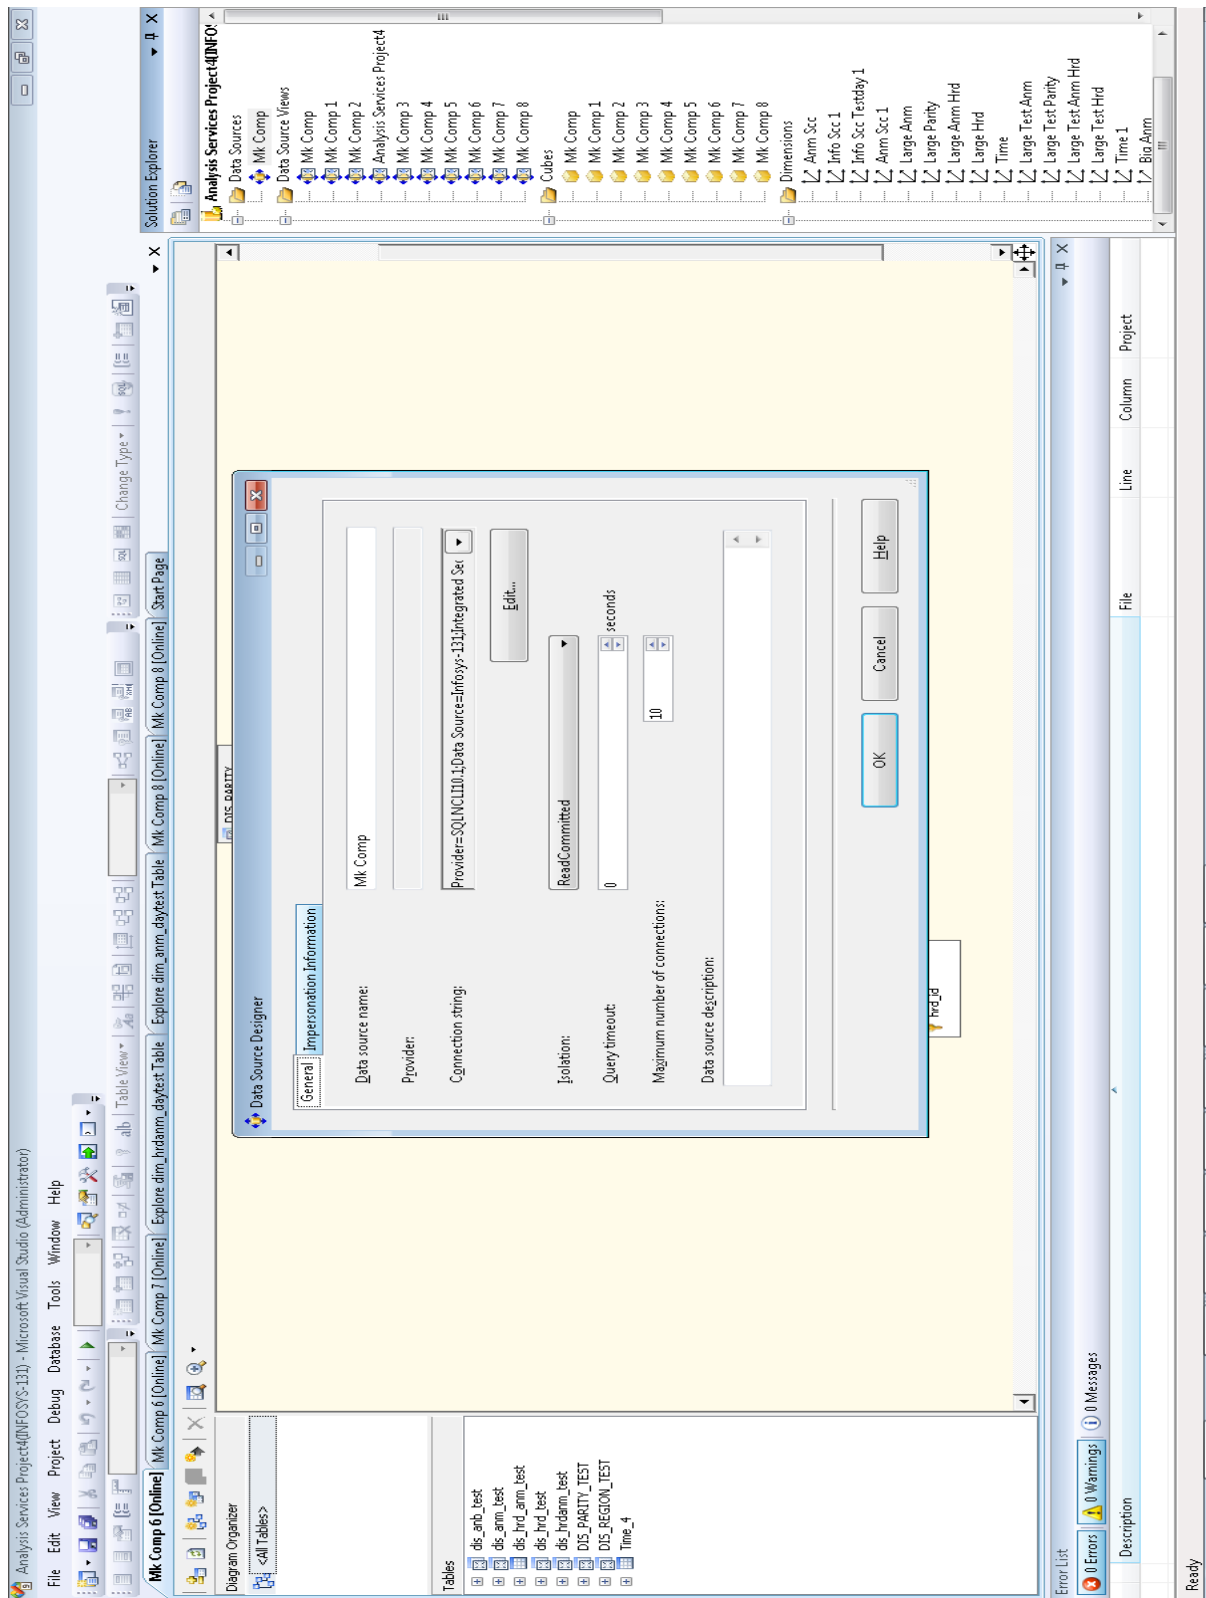 Analysis Services Project4(INFOSYS-131) - Microsoft Visual Studio (Administrator)
File Edit View Project Debug Database Tools Window Help
Table View
Change Type
Mk Comp 6 [Online] Mk Comp 6 [Online] Mk Comp 7 [Online] Explore dim_hrdanm_daytest Table Explore dim_anm_daytest Table Mk Comp 8 [Online] Mk Comp 8 [Online] Start Page
Diagram Organizer
<All Tables>
Tables
dis_anb_test
dis_anm_test
dis_hrd_anm_test
dis_hrd_test
dis_hrdanm_test
DIS_PARITY_TEST
DIS_REGION_TEST
Time_4
DIS_PARITY
hrd_id
Data Source Designer
General Impersonation Information
Data source name: Mk Comp
Provider:
Connection string: Provider=SQLNCLI10.1;Data Source=Infosys-131;Integrated Sec
Edit...
Isolation: ReadCommitted
Query timeout: 0 seconds
Maximum number of connections: 10
Data source description:
OK Cancel Help
Solution Explorer
Analysis Services Project4(INFOS
Data Sources
Mk Comp
Data Source Views
Mk Comp
Mk Comp 1
Mk Comp 2
Analysis Services Project4
Mk Comp 3
Mk Comp 4
Mk Comp 5
Mk Comp 6
Mk Comp 7
Mk Comp 8
Cubes
Mk Comp
Mk Comp 1
Mk Comp 2
Mk Comp 3
Mk Comp 4
Mk Comp 5
Mk Comp 6
Mk Comp 7
Mk Comp 8
Dimensions
Anm Scc
Info Scc 1
Info Scc Testday 1
Anm Scc 1
Large Anm
Large Parity
Large Anm Hrd
Large Hrd
Time
Large Test Anm
Large Test Parity
Large Test Anm Hrd
Large Test Hrd
Time 1
Big Anm
Error List
0 Errors 0 Warnings 0 Messages
Description File Line Column Project
Ready